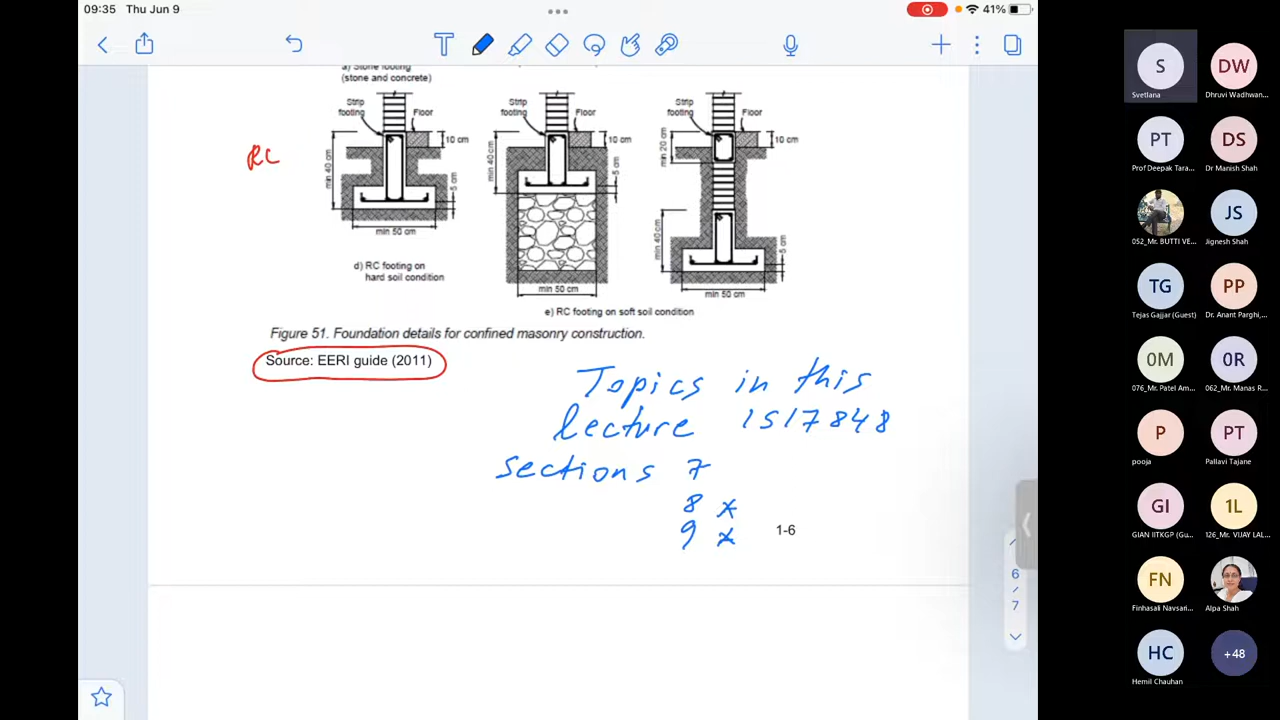 09:35 Thu Jun 9
41%
a) Stone footing
(stone and concrete)
Strip
footing
Floor
10 cm
min 40 cm
5 cm
min 50 cm
Strip
footing
Floor
10 cm
min 40 cm
5 cm
min 50 cm
Strip
footing
Floor
10 cm
min 20 cm
min 40 cm
5 cm
min 50 cm
RC
d) RC footing on
hard soil condition
e) RC footing on soft soil condition
Figure 51. Foundation details for confined masonry construction.
Source: EERI guide (2011)
Topics in this
lecture IS17848
sections 7
8 *
9 *
1-6
6
/
7
S
Svetlana
DW
Dhruvi Wadhwan...
PT
Prof Deepak Tara...
DS
Dr Manish Shah
052_Mr. BUTTI VE...
JS
Jignesh Shah
TG
Tejas Gajjar (Guest)
PP
Dr. Anant Parghi,...
0M
076_Mr. Patel Am...
0R
062_Mr. Manas R...
P
pooja
PT
Pallavi Tajane
GI
GIAN IITKGP (Gu...
1L
126_Mr. VIJAY LAL...
FN
Finhasali Navsari...
Alpa Shah
HC
Hemil Chauhan
+48